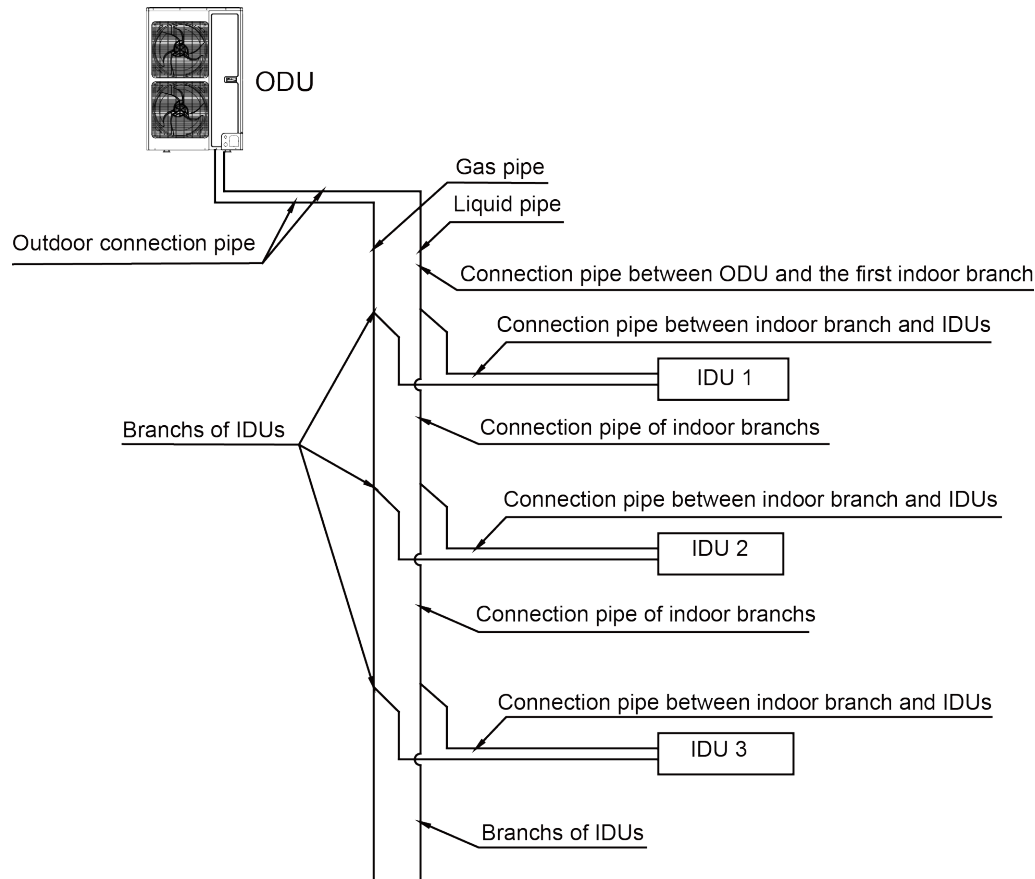 ODU
Gas pipe
Liquid pipe
Outdoor connection pipe
Connection pipe between ODU and the first indoor branch
Connection pipe between indoor branch and IDUs
IDU 1
Branchs of IDUs
Connection pipe of indoor branchs
Connection pipe between indoor branch and IDUs
IDU 2
Connection pipe of indoor branchs
Connection pipe between indoor branch and IDUs
IDU 3
Branchs of IDUs